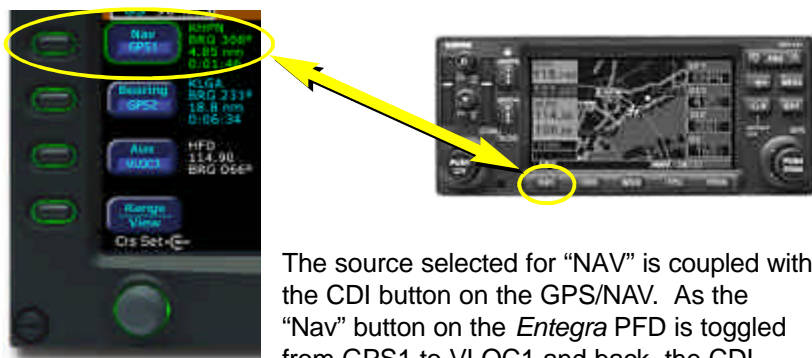 Nav
GPS1
KHPN
BRG 308°
4.85 nm
0:01:46
Bearing
GPS2
KLGA
BRG 231°
18.8 nm
0:06:34
Aux
VLOC1
HFD
114.90
BRG 066°
Range
View
Crs Set
The source selected for “NAV” is coupled with
the CDI button on the GPS/NAV. As the
“Nav” button on the Entegra PFD is toggled
from GPS1 to VLOC1 and back, the CDI